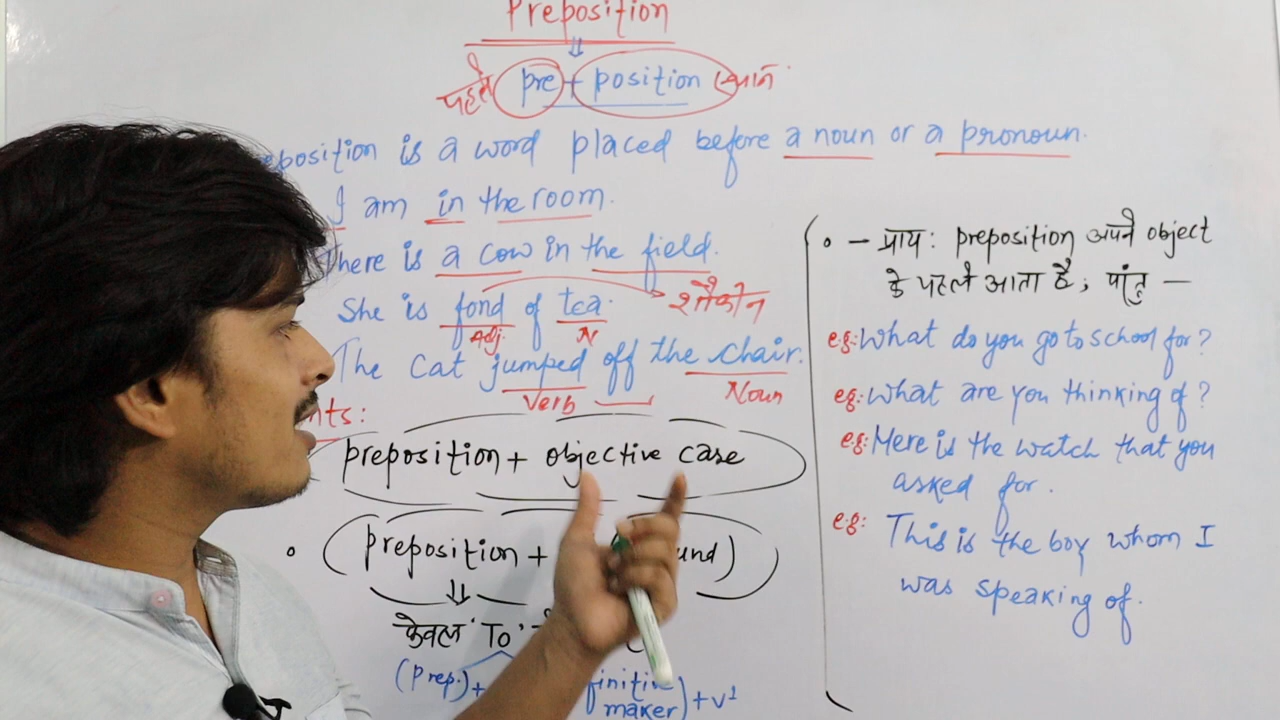 Preposition
⇓
पहले pre + position स्थान
eposition is a word placed before a noun or a pronoun.
I am in the room.
There is a cow in the field.
She is fond of tea. शौकीन
Adj. N
The cat jumped off the chair.
Verb Noun
nts:
preposition + objective case
• (preposition + und)
⇓
केवल 'To'
(Prep.) + finitive maker) + v¹
• – प्राय: preposition अपने object
के पहले आता है, परंतु –
e.g: What do you go to school for?
e.g: What are you thinking of?
e.g: Here is the watch that you
asked for.
e.g: This is the boy whom I
was speaking of.